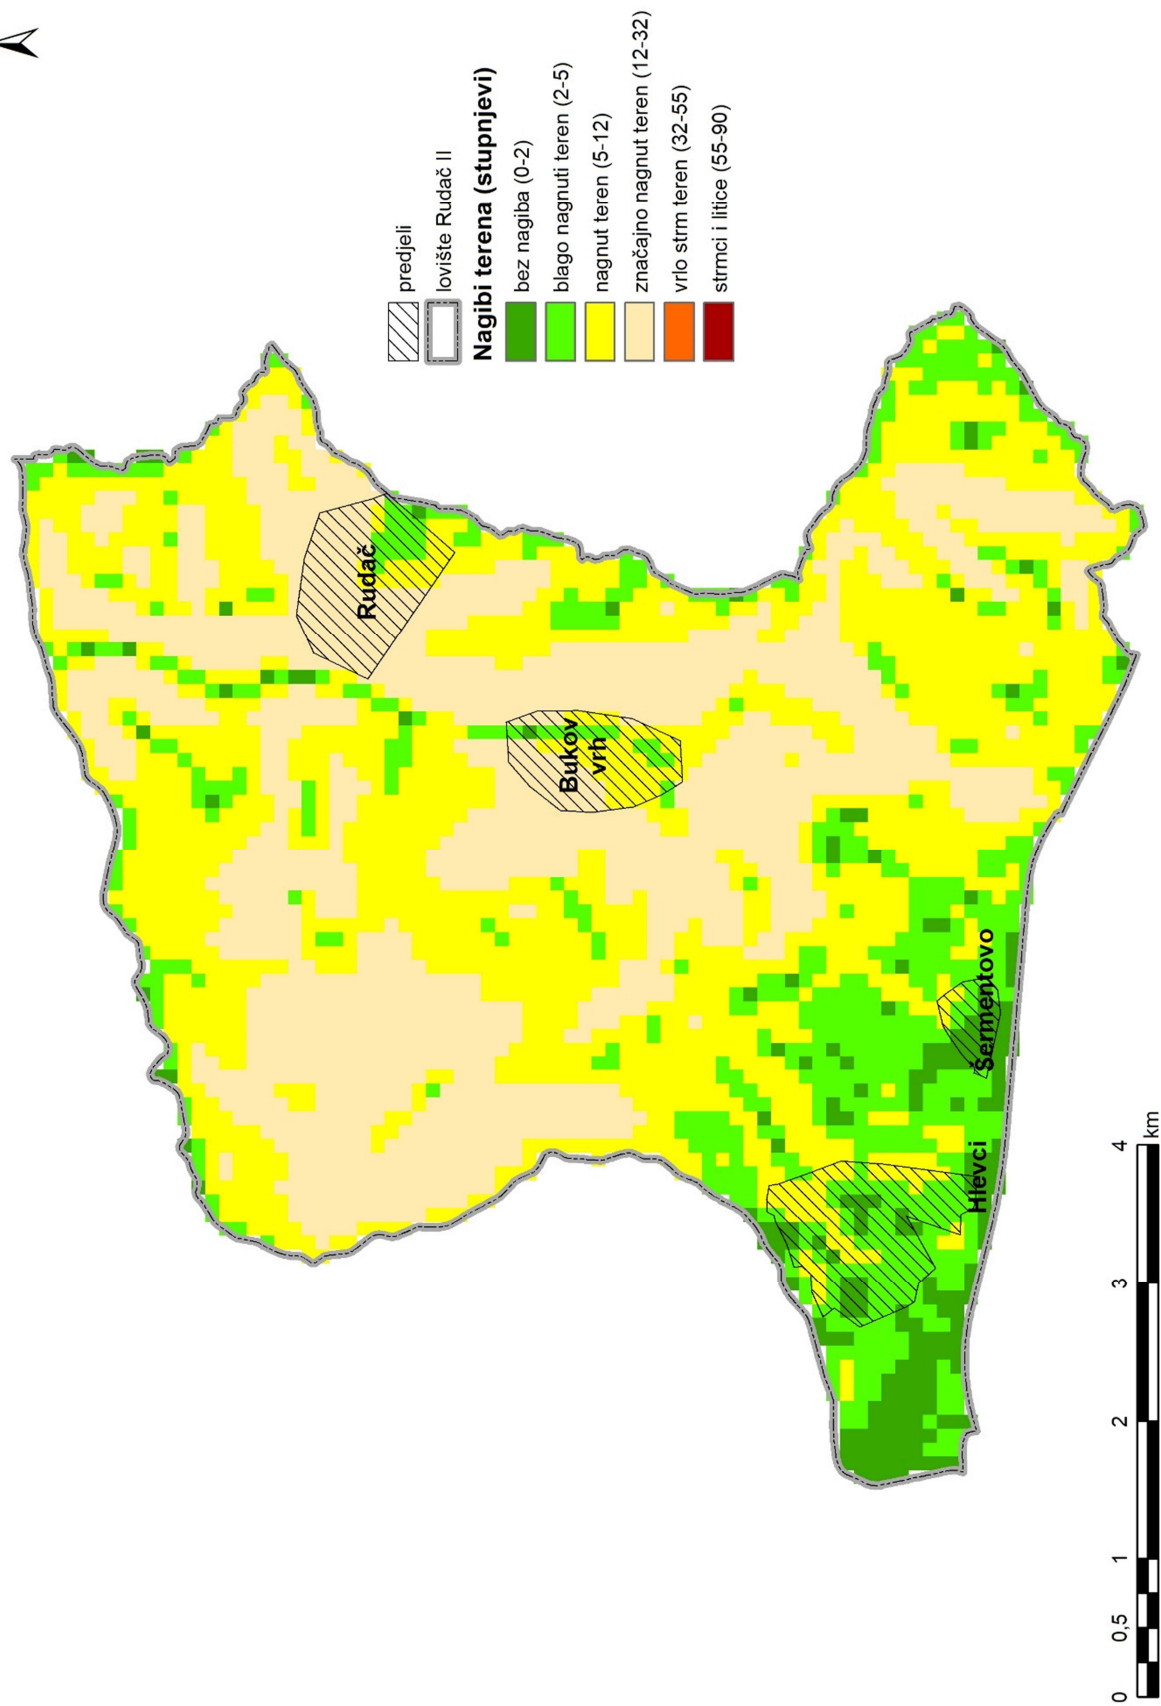 predjeli
lovište Rudač II
Nagibi terena (stupnjevi)
bez nagiba (0-2)
blago nagnuti teren (2-5)
nagnut teren (5-12)
značajno nagnut teren (12-32)
vrlo strm teren (32-55)
strmci i litice (55-90)
Rudač
Bukov
vrh
Šermentovo
Hlevci
0 0,5 1 2 3 4
km